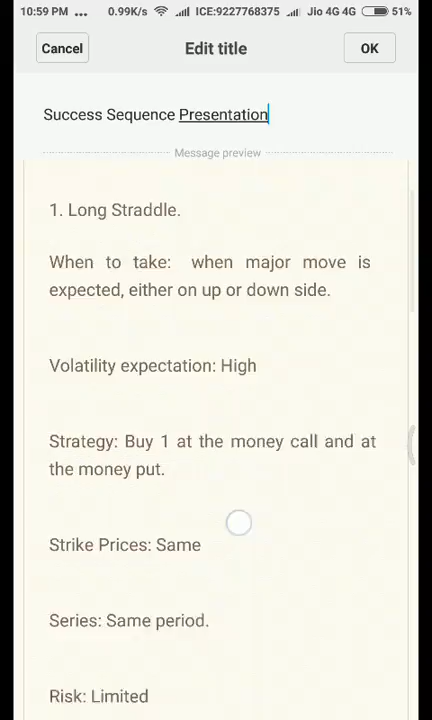 10:59 PM ... 0.99K/s ICE:9227768375 Jio 4G 4G 51%
Cancel Edit title OK
Success Sequence Presentation
Message preview
1. Long Straddle.
When to take: when major move is
expected, either on up or down side.
Volatility expectation: High
Strategy: Buy 1 at the money call and at
the money put.
Strike Prices: Same
Series: Same period.
Risk: Limited